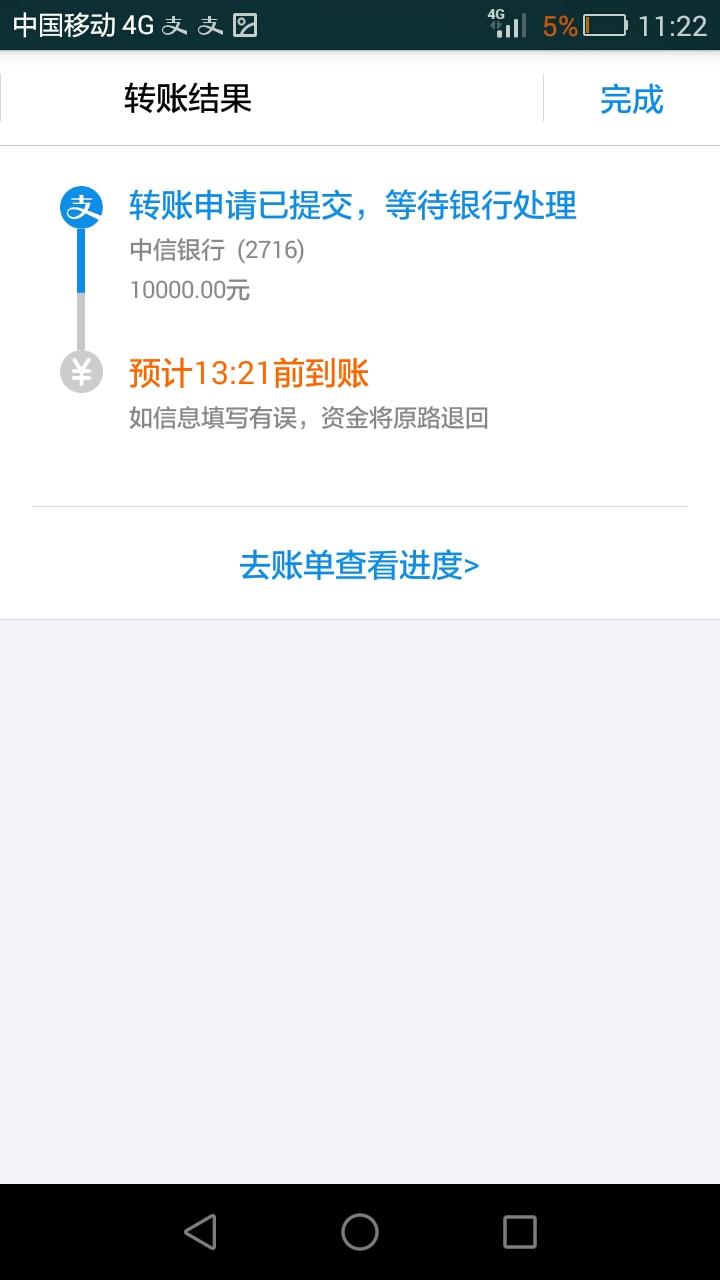 中国移动 4G 4G 5% 11:22
转账结果 完成
支 转账申请已提交，等待银行处理
中信银行 (2716)
10000.00元
¥ 预计13:21前到账
如信息填写有误，资金将原路退回
去账单查看进度>